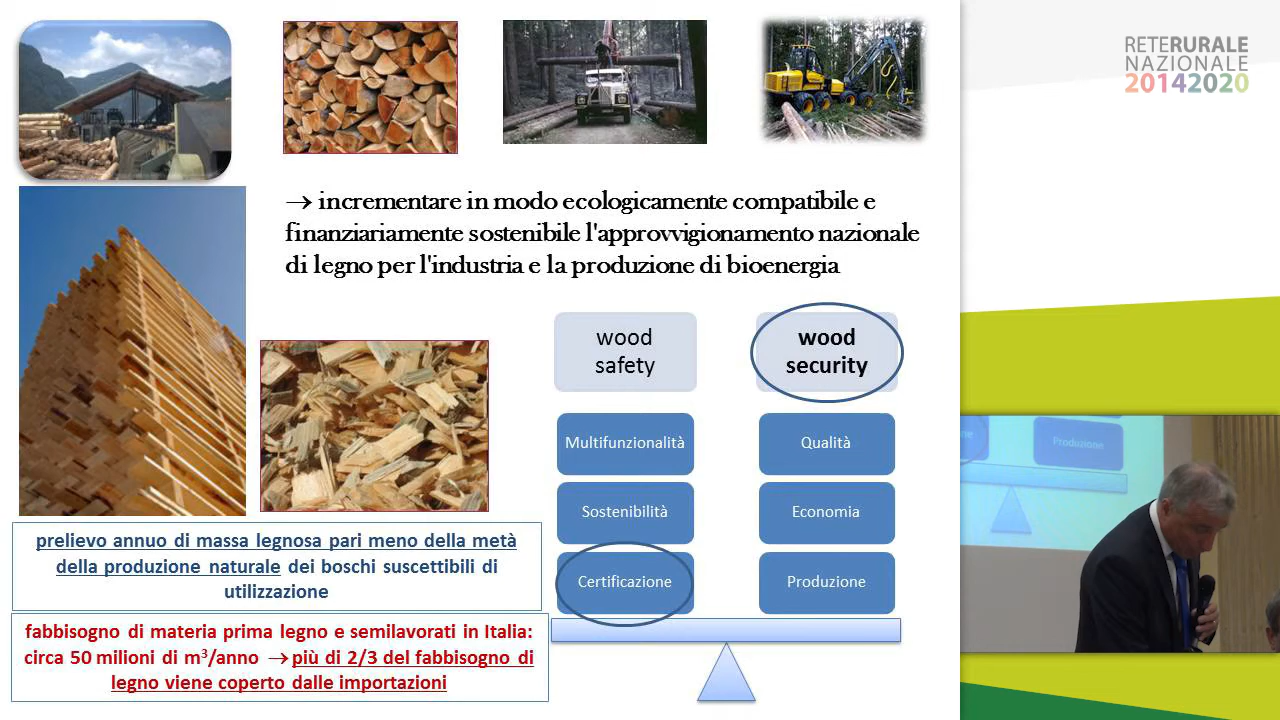 RETERURALE
NAZIONALE
20142020
→ incrementare in modo ecologicamente compatibile e
finanziariamente sostenibile l'approvvigionamento nazionale
di legno per l'industria e la produzione di bioenergia
wood
safety
wood
security
Multifunzionalità
Qualità
Sostenibilità
Economia
Certificazione
Produzione
prelievo annuo di massa legnosa pari meno della metà
della produzione naturale dei boschi suscettibili di
utilizzazione
fabbisogno di materia prima legno e semilavorati in Italia:
circa 50 milioni di m³/anno → più di 2/3 del fabbisogno di
legno viene coperto dalle importazioni
Produzione